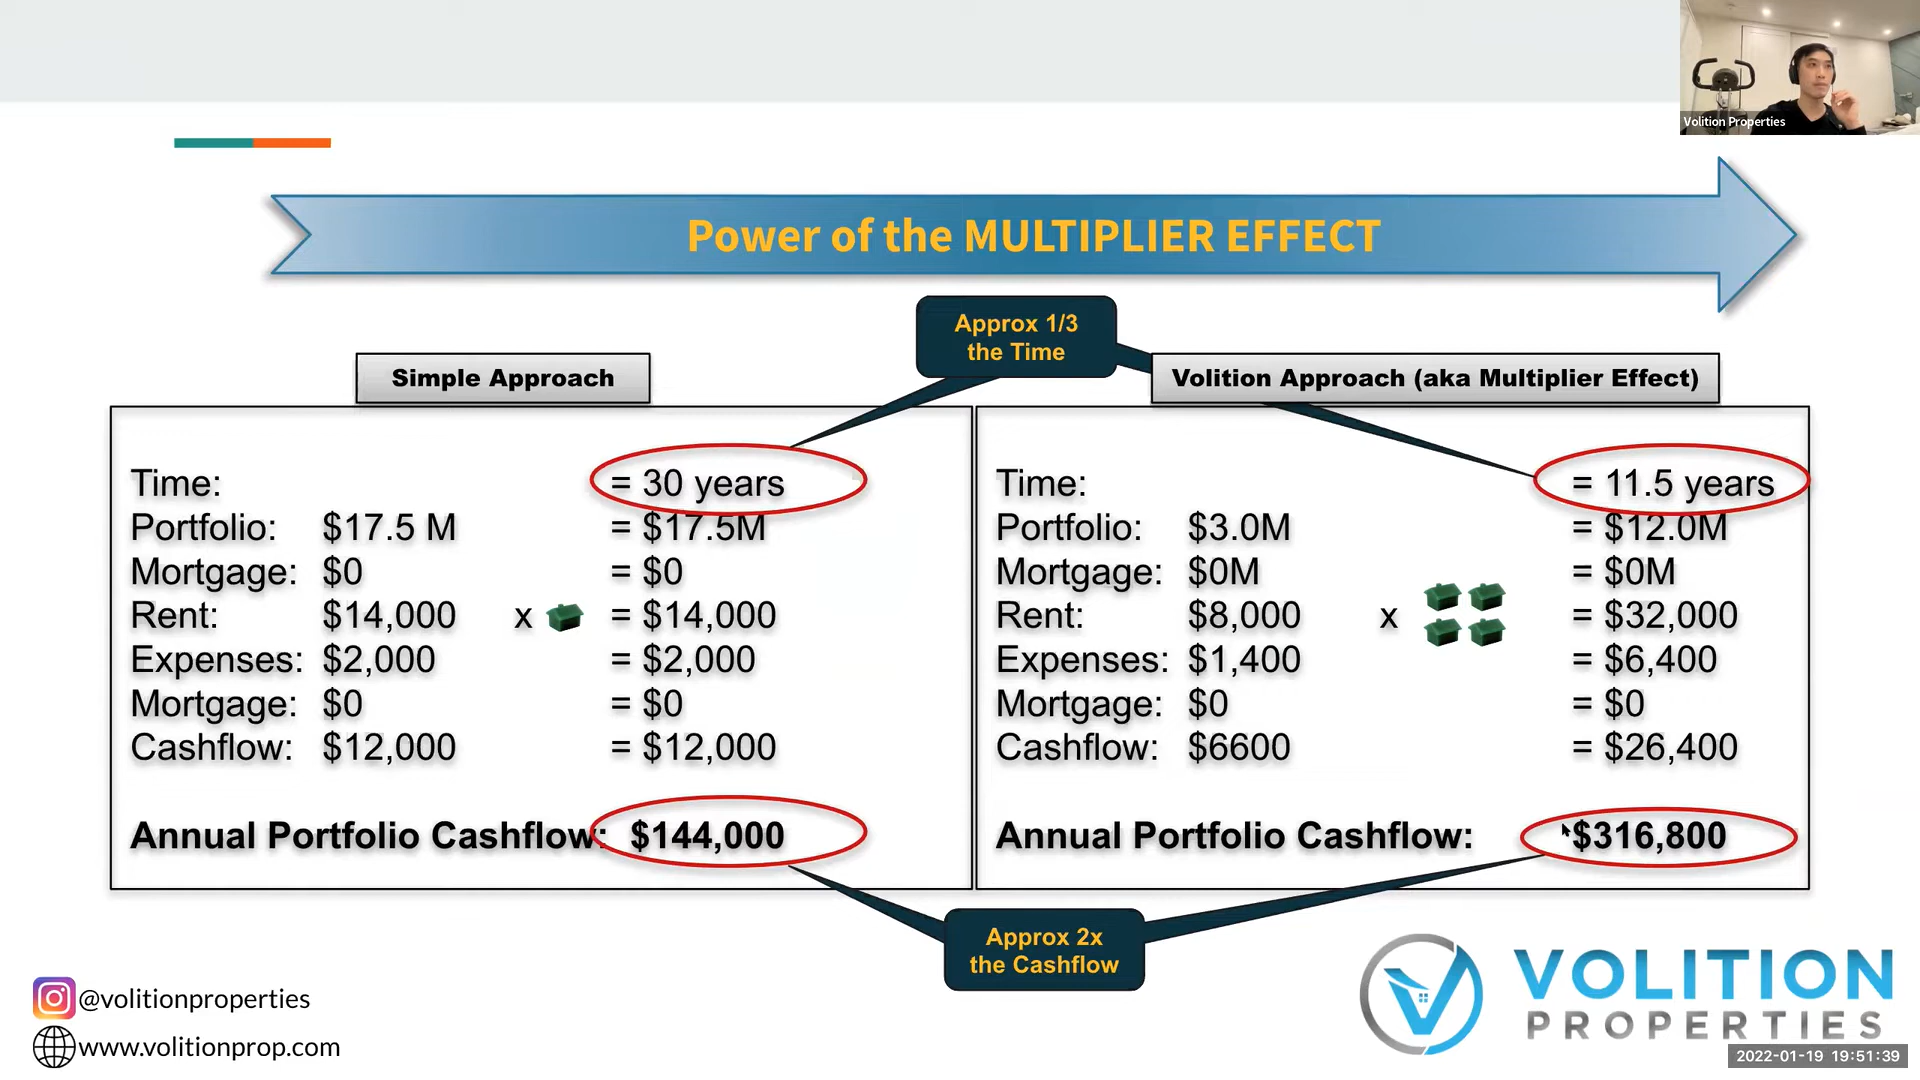 Volition Properties
Power of the MULTIPLIER EFFECT
Approx 1/3
the Time
Simple Approach
Volition Approach (aka Multiplier Effect)
Time: = 30 years
Portfolio: $17.5 M = $17.5M
Mortgage: $0 = $0
Rent: $14,000 x = $14,000
Expenses: $2,000 = $2,000
Mortgage: $0 = $0
Cashflow: $12,000 = $12,000
Annual Portfolio Cashflow: $144,000
Time: = 11.5 years
Portfolio: $3.0M = $12.0M
Mortgage: $0M = $0M
Rent: $8,000 x = $32,000
Expenses: $1,400 = $6,400
Mortgage: $0 = $0
Cashflow: $6600 = $26,400
Annual Portfolio Cashflow: $316,800
Approx 2x
the Cashflow
@volitionproperties
www.volitionprop.com
VOLITION
PROPERTIES
2022-01-19 19:51:39